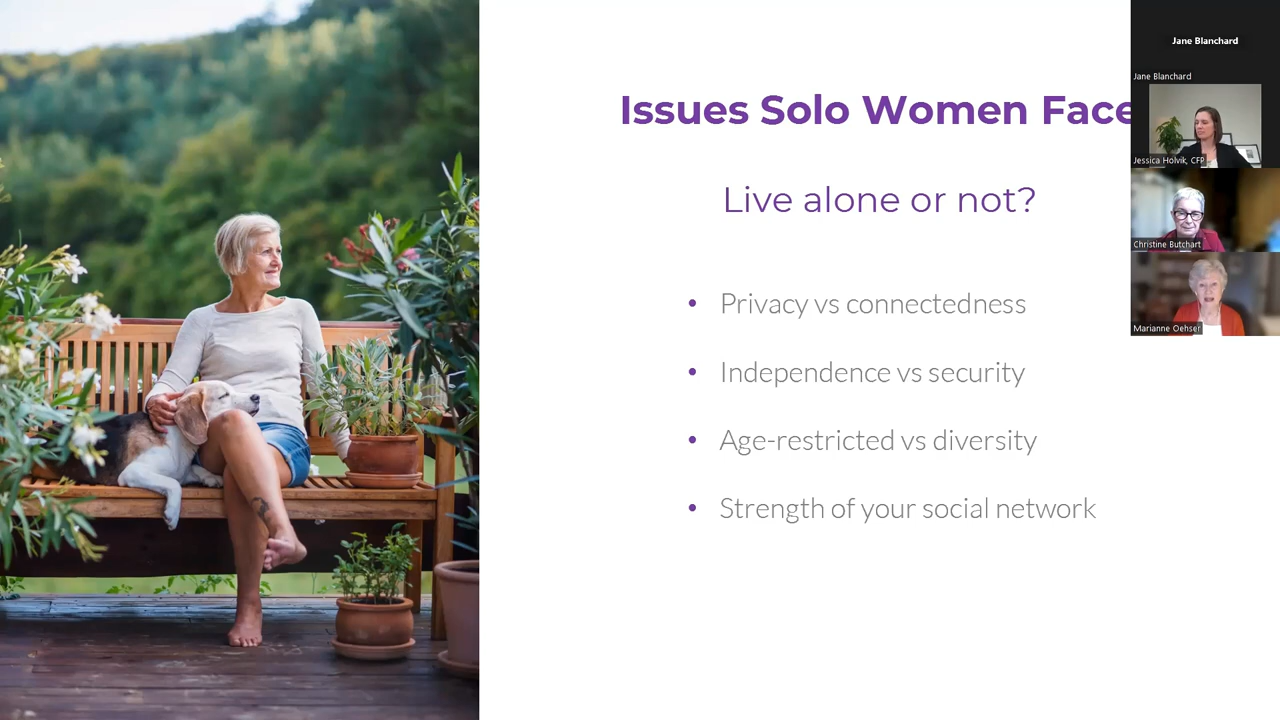 Issues Solo Women Face
Live alone or not?
• Privacy vs connectedness
• Independence vs security
• Age-restricted vs diversity
• Strength of your social network
Jane Blanchard
Jane Blanchard
Jessica Holvik, CFP
Christine Butchart
Marianne Oehser